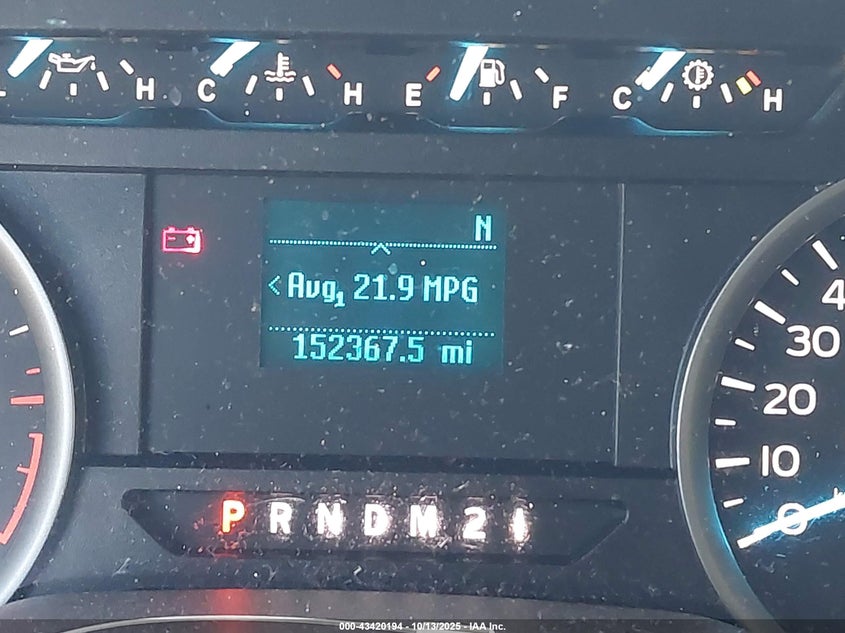 H C H E F C H
N
< Avg1 21.9 MPG
152367.5 mi
30
20
10
0
P R N D M 2 1
000-43420194 - 10/13/2025 - IAA Inc.